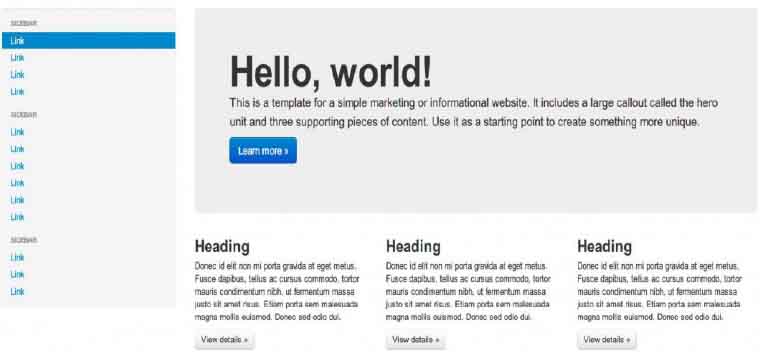 SIDEBAR
Link
Link
Link
Link
SIDEBAR
Link
Link
Link
Link
Link
Link
SIDEBAR
Link
Link
Link
Hello, world!
This is a template for a simple marketing or informational website. It includes a large callout called the hero
unit and three supporting pieces of content. Use it as a starting point to create something more unique.
Learn more »
Heading
Donec id elit non mi porta gravida at eget metus.
Fusce dapibus, tellus ac cursus commodo, tortor
mauris condimentum nibh, ut fermentum massa
justo sit amet risus. Etiam porta sem malesuada
magna mollis euismod. Donec sed odio dui.
View details »
Heading
Donec id elit non mi porta gravida at eget metus.
Fusce dapibus, tellus ac cursus commodo, tortor
mauris condimentum nibh, ut fermentum massa
justo sit amet risus. Etiam porta sem malesuada
magna mollis euismod. Donec sed odio dui.
View details »
Heading
Donec id elit non mi porta gravida at eget metus.
Fusce dapibus, tellus ac cursus commodo, tortor
mauris condimentum nibh, ut fermentum massa
justo sit amet risus. Etiam porta sem malesuada
magna mollis euismod. Donec sed odio dui.
View details »